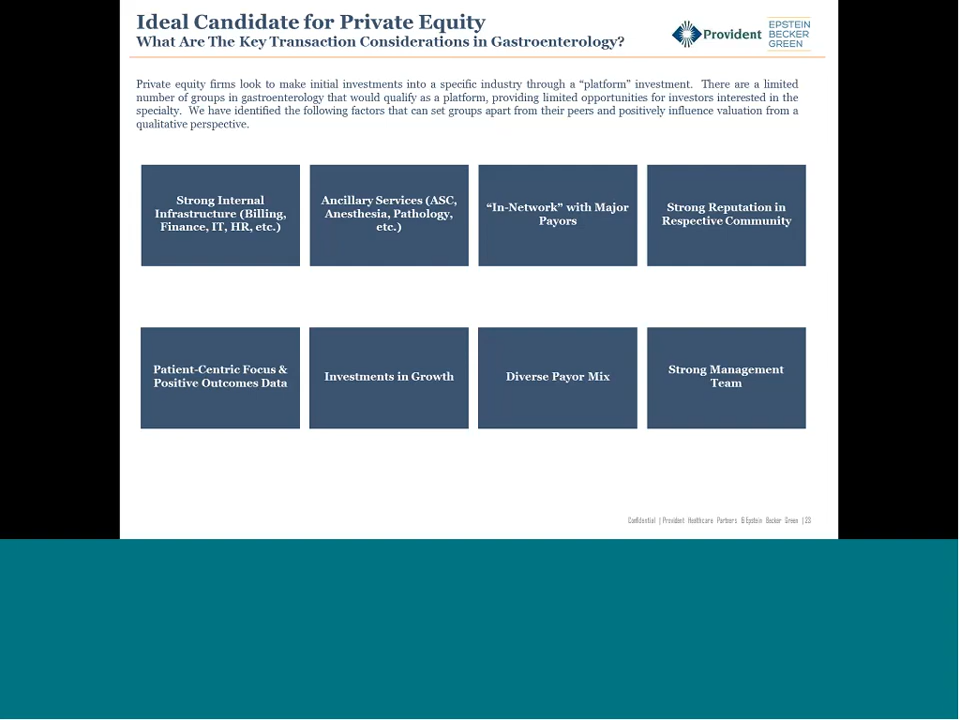 Ideal Candidate for Private Equity
What Are The Key Transaction Considerations in Gastroenterology?
Provident
EPSTEIN
BECKER
GREEN
Private equity firms look to make initial investments into a specific industry through a “platform” investment. There are a limited
number of groups in gastroenterology that would qualify as a platform, providing limited opportunities for investors interested in the
specialty. We have identified the following factors that can set groups apart from their peers and positively influence valuation from a
qualitative perspective.
Strong Internal
Infrastructure (Billing,
Finance, IT, HR, etc.)
Ancillary Services (ASC,
Anesthesia, Pathology,
etc.)
“In-Network” with Major
Payors
Strong Reputation in
Respective Community
Patient-Centric Focus &
Positive Outcomes Data
Investments in Growth
Diverse Payor Mix
Strong Management
Team
Confidential | Provident Healthcare Partners & Epstein Becker Green | 23